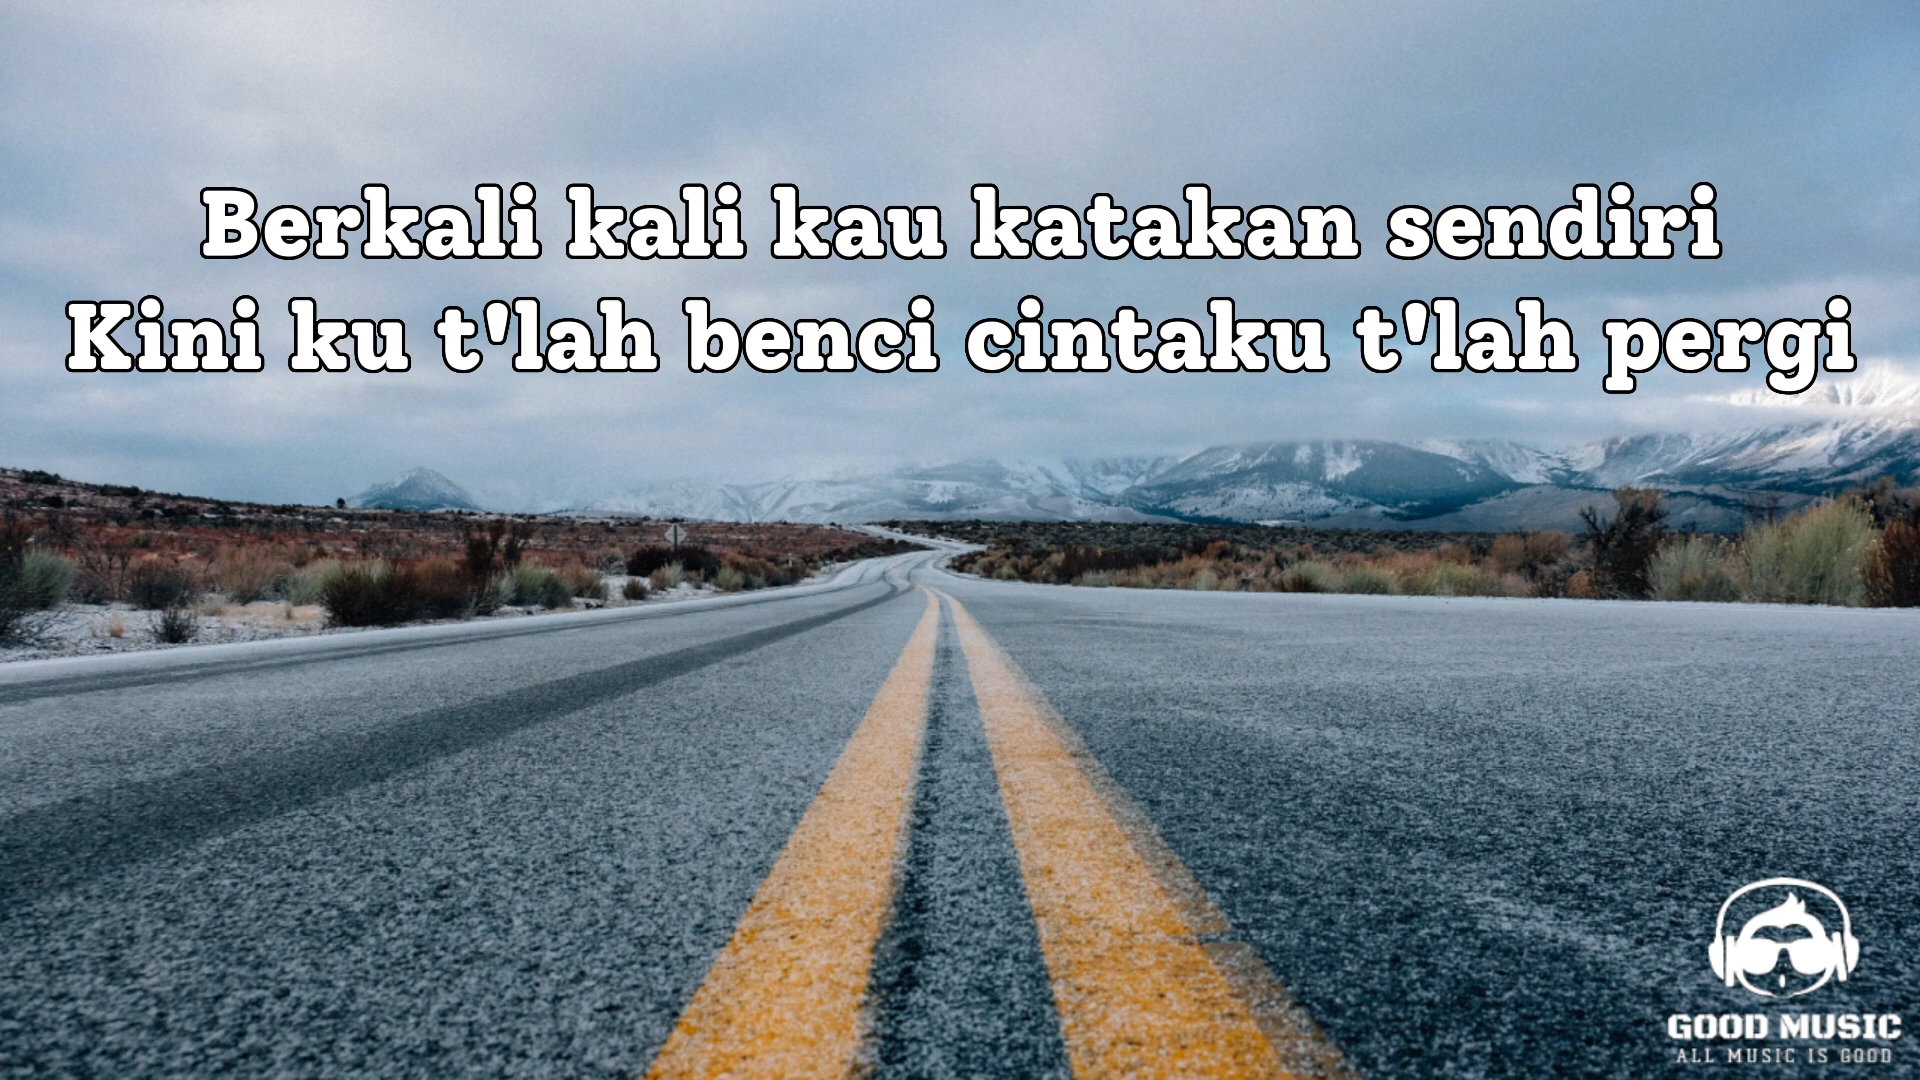 Berkali kali kau katakan sendiri
Kini ku t'lah benci cintaku t'lah pergi
GOOD MUSIC
ALL MUSIC IS GOOD